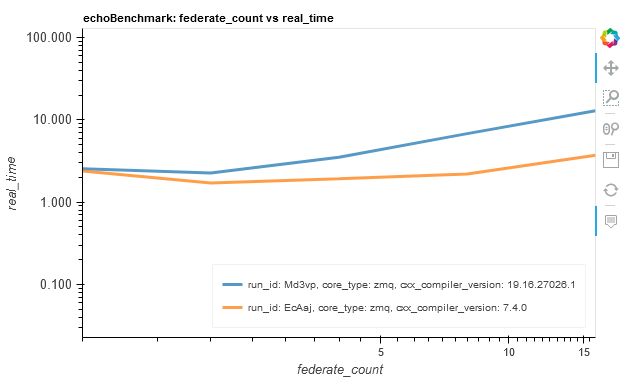 echoBenchmark: federate_count vs real_time
100.000
10.000
1.000
0.100
real_time
run_id: Md3vp, core_type: zmq, cxx_compiler_version: 19.16.27026.1
run_id: EcAaj, core_type: zmq, cxx_compiler_version: 7.4.0
5
10
15
federate_count